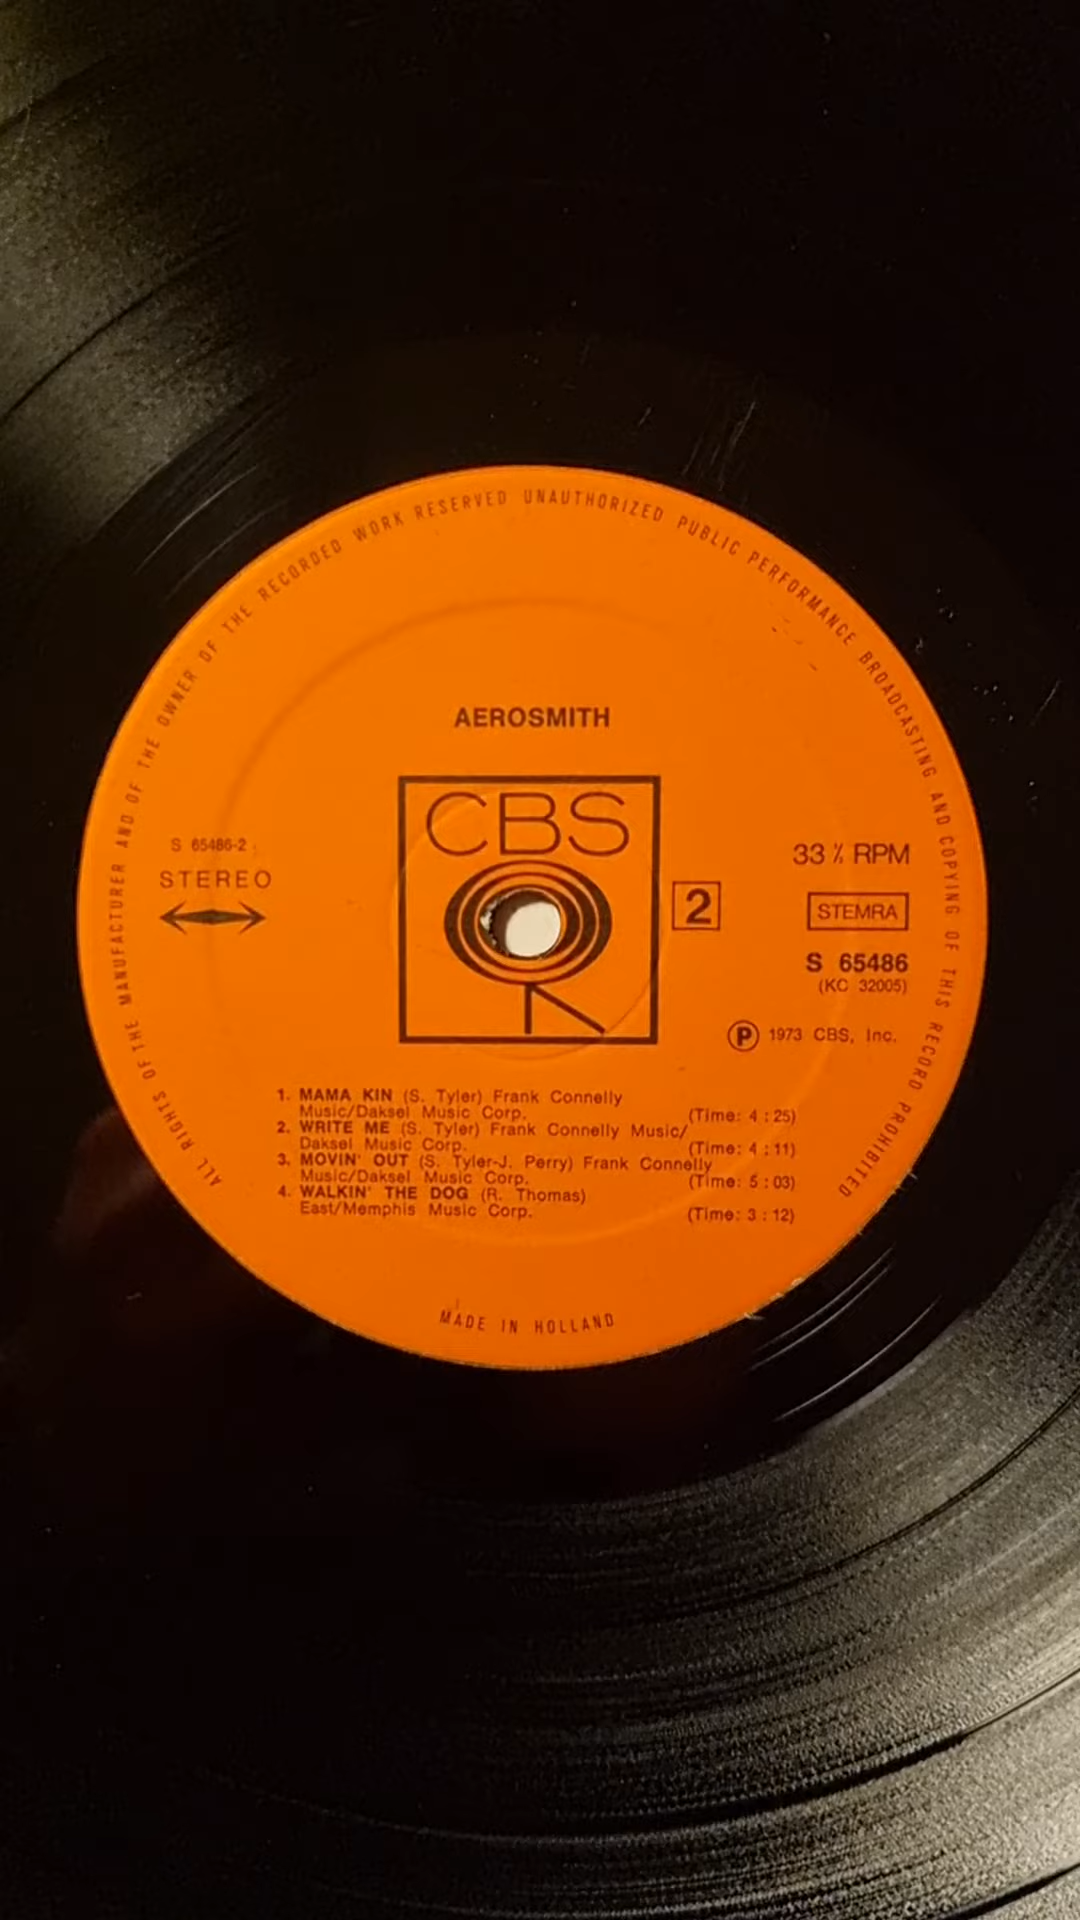 ALL RIGHTS OF THE MANUFACTURER AND OF THE OWNER OF THE RECORDED WORK RESERVED UNAUTHORIZED PUBLIC PERFORMANCE BROADCASTING AND COPYING OF THIS RECORD PROHIBITED
AEROSMITH
CBS
S 65486-2
STEREO
2
33 ⅓ RPM
STEMRA
S 65486
(KC 32005)
Ⓟ 1973 CBS, Inc.
1. MAMA KIN (S. Tyler) Frank Connelly
Music/Daksel Music Corp. (Time: 4 : 25)
2. WRITE ME (S. Tyler) Frank Connelly Music/
Daksel Music Corp. (Time: 4 : 11)
3. MOVIN' OUT (S. Tyler-J. Perry) Frank Connelly
Music/Daksel Music Corp. (Time: 5 : 03)
4. WALKIN' THE DOG (R. Thomas)
East/Memphis Music Corp. (Time: 3 : 12)
MADE IN HOLLAND